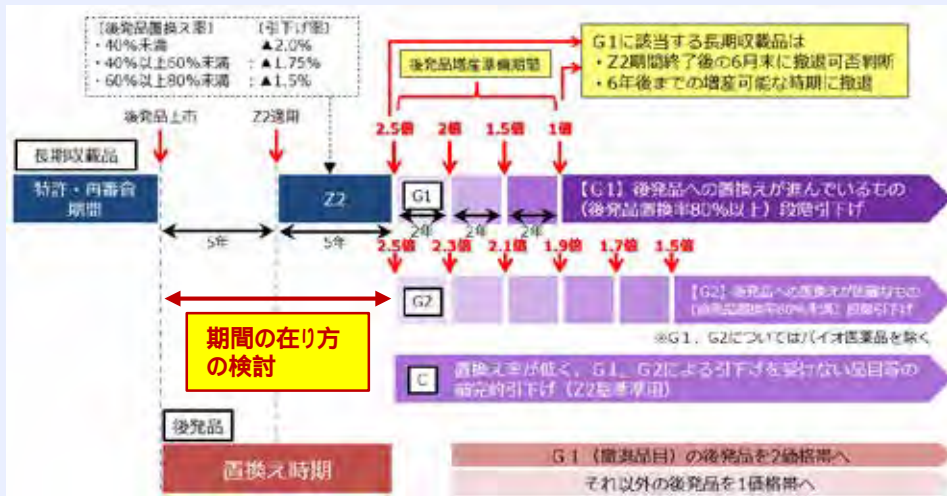 【後発品置換え率】 【引下げ率】
・40%未満 ▲2.0%
・40%以上60%未満 : ▲1.75%
・60%以上80%未満 : ▲1.5%
後発品増産準備期間
G1に該当する長期収載品は
・Z2期間終了後の6月末に撤退可否判断
・6年後までの増産可能な時期に撤退
後発品上市
Z2適用
2.5倍
2倍
1.5倍
1倍
長期収載品
特許・再審査
期間
Z2
G1
【G1】後発品への置換えが進んでいるもの
(後発品置換率80%以上)段階引下げ
5年
5年
2年
2年
2年
2.5倍
2.3倍
2.1倍
1.9倍
1.7倍
1.5倍
G2
【G2】後発品への置換えが困難なもの
(後発品置換率80%未満)段階引下げ
※G1、G2についてはバイオ医薬品を除く
期間の在り方
の検討
C
置換え率が低く、G1、G2による引下げを受けない品目等の
補完的引下げ(Z2基準準用)
後発品
置換え時期
G1(撤退品目)の後発品を2価格帯へ
それ以外の後発品を1価格帯へ